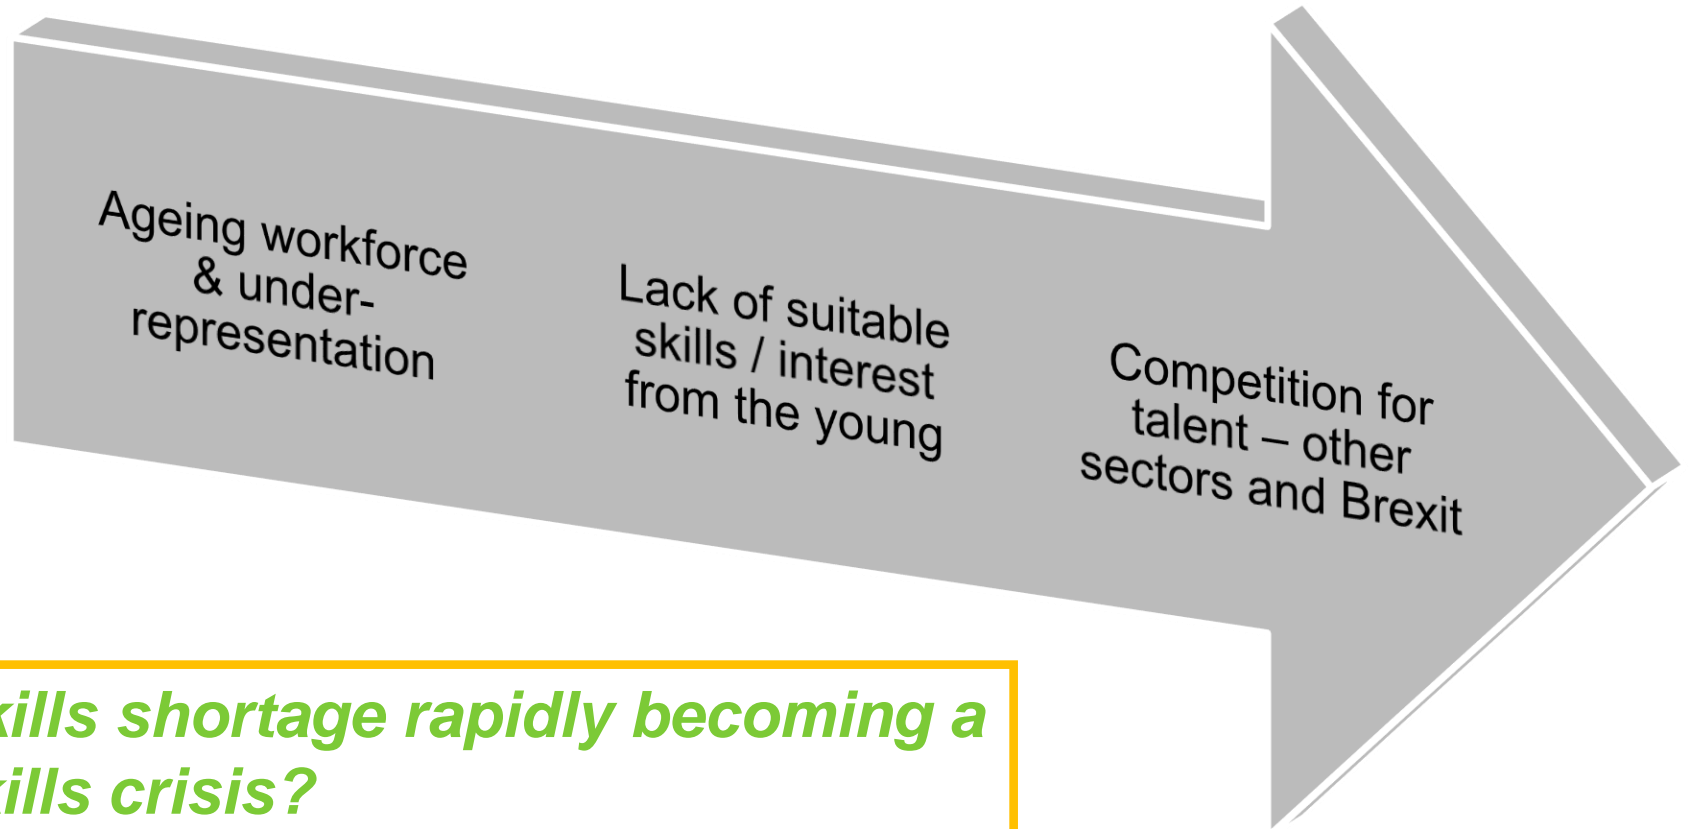 Ageing workforce
& under-
representation
Lack of suitable
skills / interest
from the young
Competition for
talent – other
sectors and Brexit
kills shortage rapidly becoming a
kills crisis?